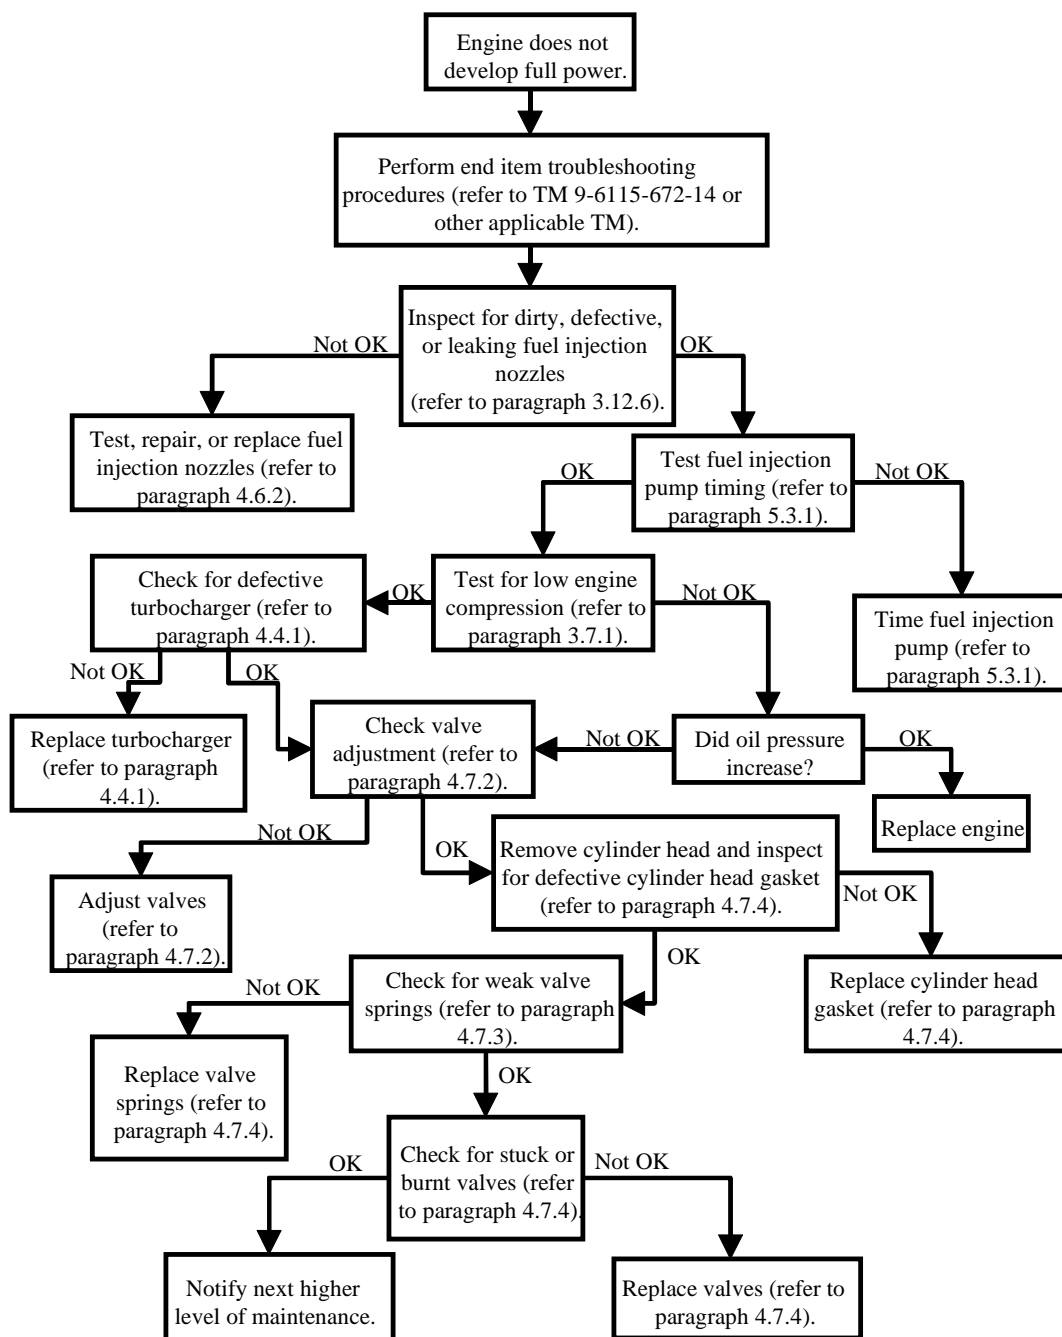 Engine does not
develop full power.
Perform end item troubleshooting
procedures (refer to TM 9-6115-672-14 or
other applicable TM).
Inspect for dirty, defective,
or leaking fuel injection
nozzles
(refer to paragraph 3.12.6).
Not OK
OK
Test, repair, or replace fuel
injection nozzles (refer to
paragraph 4.6.2).
Test fuel injection
pump timing (refer to
paragraph 5.3.1).
OK
Not OK
Check for defective
turbocharger (refer to
paragraph 4.4.1).
OK
Test for low engine
compression (refer to
paragraph 3.7.1).
Not OK
Time fuel injection
pump (refer to
paragraph 5.3.1).
Not OK
OK
Replace turbocharger
(refer to paragraph
4.4.1).
Check valve
adjustment (refer to
paragraph 4.7.2).
Not OK
Did oil pressure
increase?
OK
Replace engine
Not OK
OK
Adjust valves
(refer to
paragraph 4.7.2).
Remove cylinder head and inspect
for defective cylinder head gasket
(refer to paragraph 4.7.4).
Not OK
OK
Replace cylinder head
gasket (refer to paragraph
4.7.4).
Check for weak valve
springs (refer to paragraph
4.7.3).
Not OK
OK
Replace valve
springs (refer to
paragraph 4.7.4).
Check for stuck or
burnt valves (refer
to paragraph 4.7.4).
OK
Not OK
Notify next higher
level of maintenance.
Replace valves (refer to
paragraph 4.7.4).